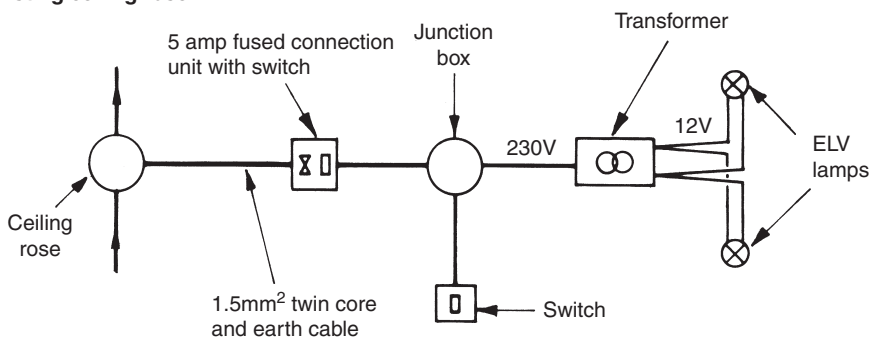 Transformer
5 amp fused connection
unit with switch
Junction
box
230V
12V
ELV
lamps
Ceiling
rose
1.5mm² twin core
and earth cable
Switch